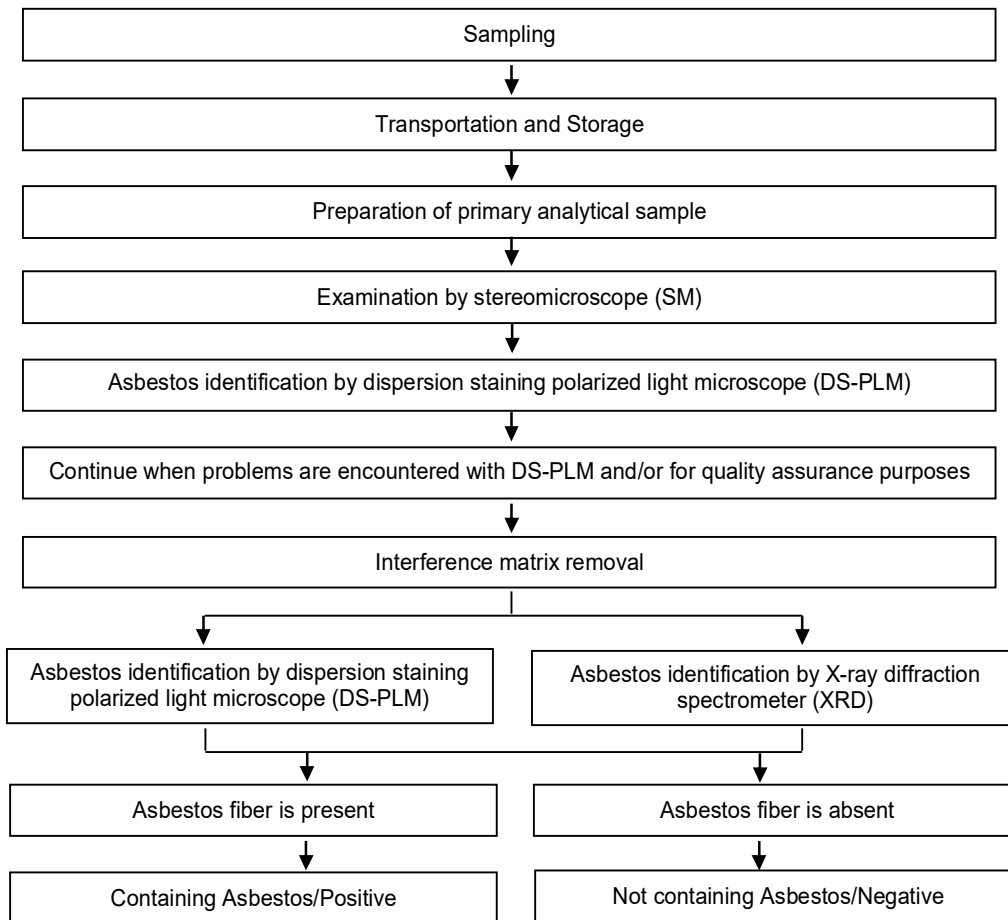 Sampling
Transportation and Storage
Preparation of primary analytical sample
Examination by stereomicroscope (SM)
Asbestos identification by dispersion staining polarized light microscope (DS-PLM)
Continue when problems are encountered with DS-PLM and/or for quality assurance purposes
Interference matrix removal
Asbestos identification by dispersion staining
polarized light microscope (DS-PLM)
Asbestos identification by X-ray diffraction
spectrometer (XRD)
Asbestos fiber is present
Asbestos fiber is absent
Containing Asbestos/Positive
Not containing Asbestos/Negative